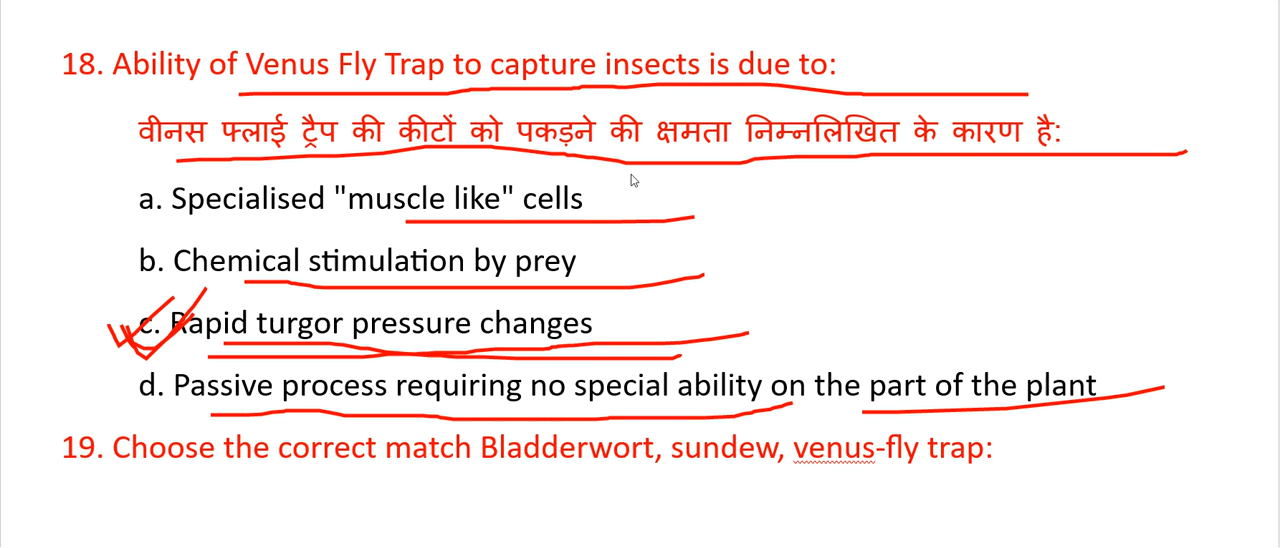 18. Ability of Venus Fly Trap to capture insects is due to:
वीनस फ्लाई ट्रैप की कीटों को पकड़ने की क्षमता निम्नलिखित के कारण है:
a. Specialised "muscle like" cells
b. Chemical stimulation by prey
c. Rapid turgor pressure changes
d. Passive process requiring no special ability on the part of the plant
19. Choose the correct match Bladderwort, sundew, venus-fly trap: